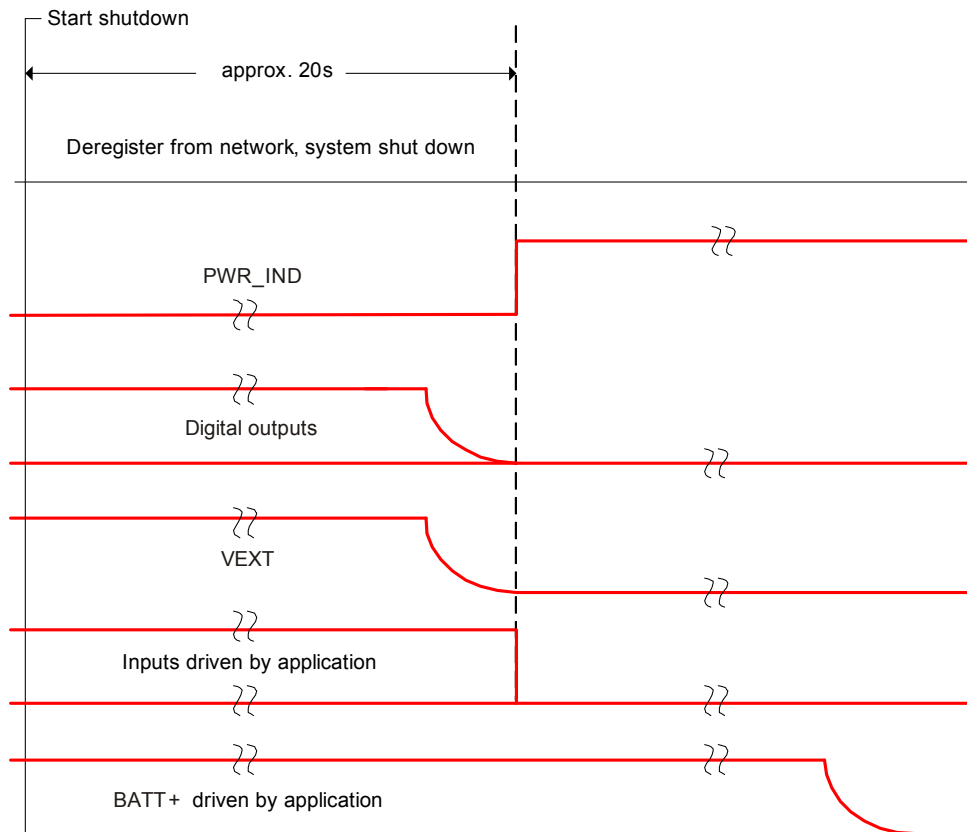 Start shutdown
approx. 20s
Deregister from network, system shut down
PWR_IND
Digital outputs
VEXT
Inputs driven by application
BATT+ driven by application